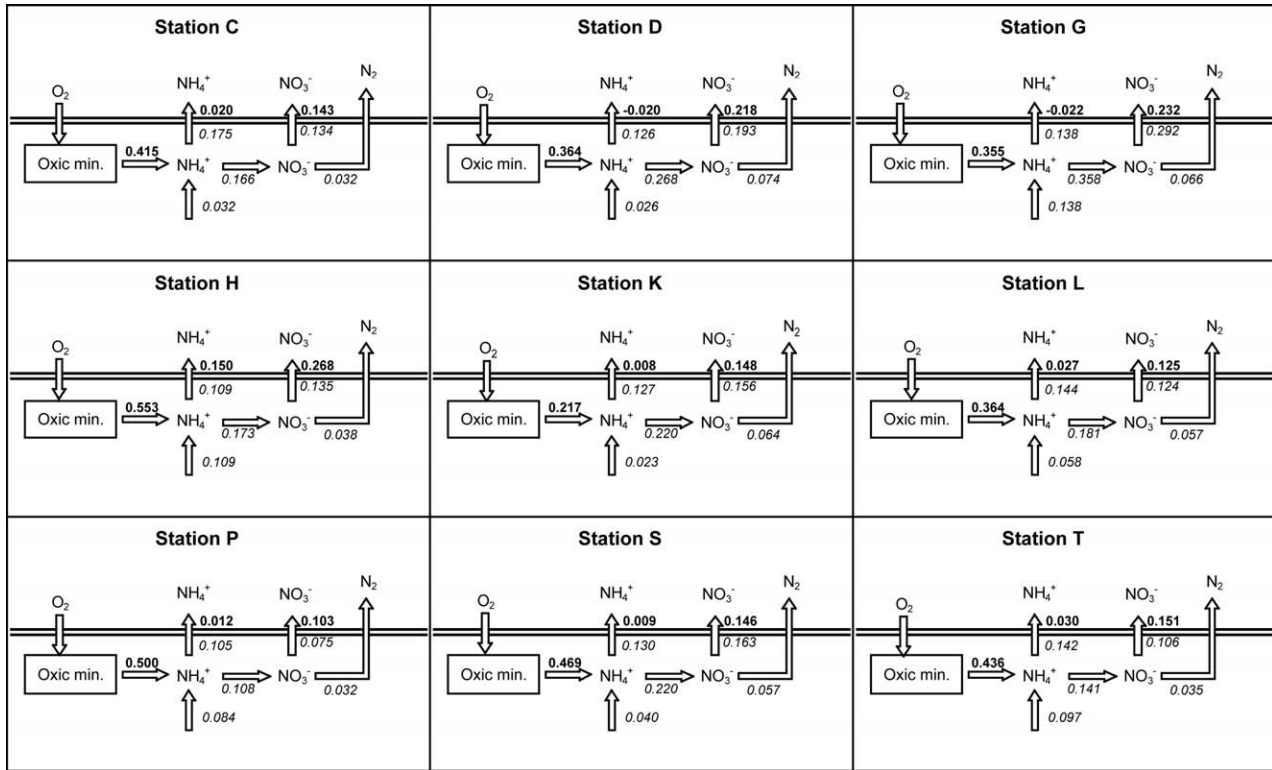 Station C
N₂
O₂
NH₄⁺ NO₃⁻
0.020 0.143
0.175 0.134
Oxic min. 0.415 NH₄⁺ 0.166 NO₃⁻ 0.032
0.032
Station D
N₂
O₂
NH₄⁺ NO₃⁻
-0.020 0.218
0.126 0.193
Oxic min. 0.364 NH₄⁺ 0.268 NO₃⁻ 0.074
0.026
Station G
N₂
O₂
NH₄⁺ NO₃⁻
-0.022 0.232
0.138 0.292
Oxic min. 0.355 NH₄⁺ 0.358 NO₃⁻ 0.066
0.138
Station H
N₂
O₂
NH₄⁺ NO₃⁻
0.150 0.268
0.109 0.135
Oxic min. 0.553 NH₄⁺ 0.173 NO₃⁻ 0.038
0.109
Station K
N₂
O₂
NH₄⁺ NO₃⁻
0.008 0.148
0.127 0.156
Oxic min. 0.217 NH₄⁺ 0.220 NO₃⁻ 0.064
0.023
Station L
N₂
O₂
NH₄⁺ NO₃⁻
0.027 0.125
0.144 0.124
Oxic min. 0.364 NH₄⁺ 0.181 NO₃⁻ 0.057
0.058
Station P
N₂
O₂
NH₄⁺ NO₃⁻
0.012 0.103
0.105 0.075
Oxic min. 0.500 NH₄⁺ 0.108 NO₃⁻ 0.032
0.084
Station S
N₂
O₂
NH₄⁺ NO₃⁻
0.009 0.146
0.130 0.163
Oxic min. 0.469 NH₄⁺ 0.220 NO₃⁻ 0.057
0.040
Station T
N₂
O₂
NH₄⁺ NO₃⁻
0.030 0.151
0.142 0.106
Oxic min. 0.436 NH₄⁺ 0.141 NO₃⁻ 0.035
0.097